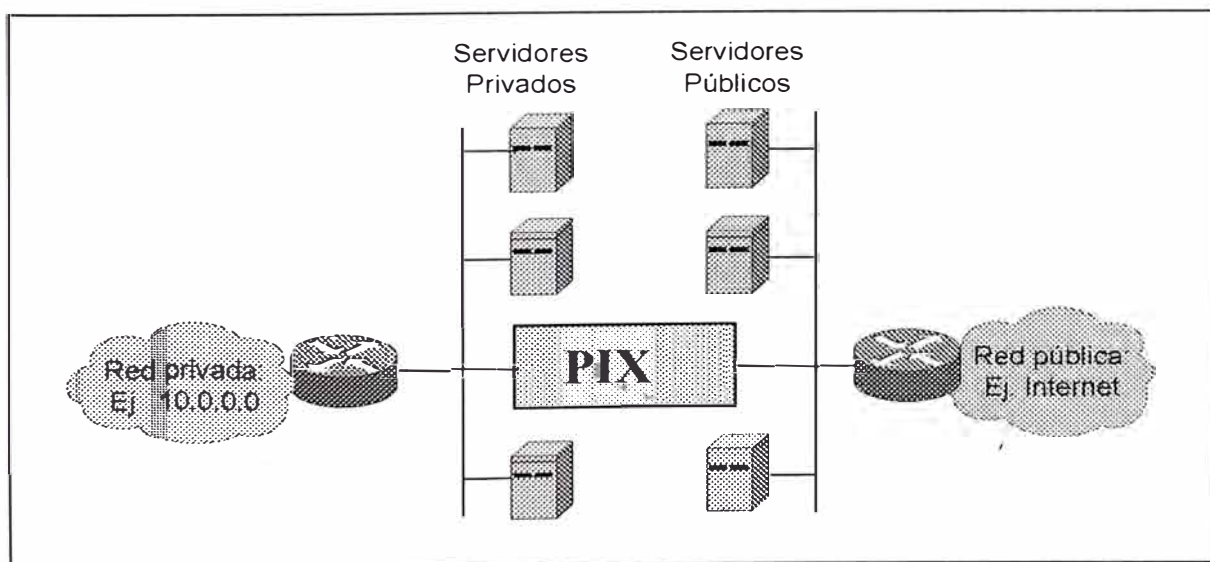 Servidores
Privados
Servidores
Públicos
Red privada:
Ej. 10.0.0.0
PIX
Red pública:
Ej. Internet